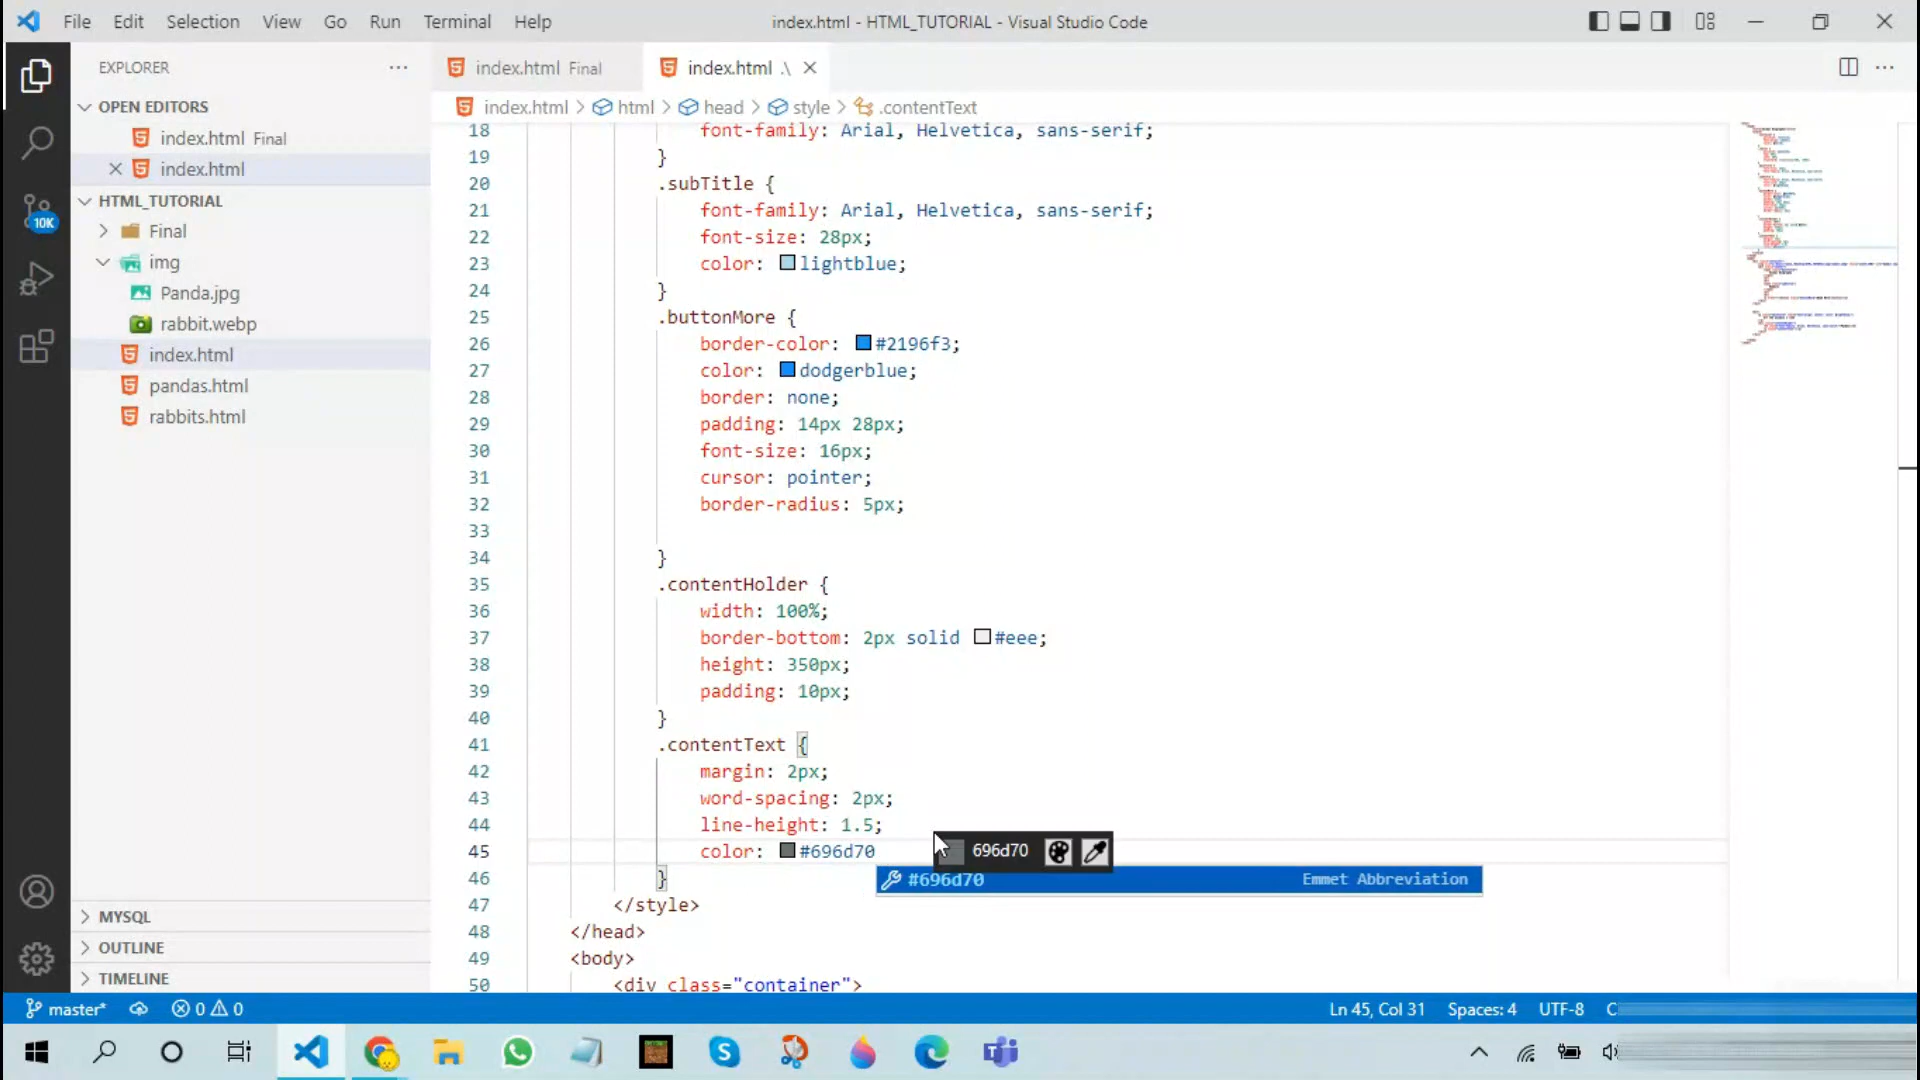 File Edit Selection View Go Run Terminal Help
index.html - HTML_TUTORIAL - Visual Studio Code
EXPLORER
OPEN EDITORS
index.html Final
index.html
HTML_TUTORIAL
Final
img
Panda.jpg
rabbit.webp
index.html
pandas.html
rabbits.html
MYSQL
OUTLINE
TIMELINE
10K
index.html Final
index.html .\
index.html > html > head > style > .contentText
18 font-family: Arial, Helvetica, sans-serif;
19 }
20 .subTitle {
21 font-family: Arial, Helvetica, sans-serif;
22 font-size: 28px;
23 color: lightblue;
24 }
25 .buttonMore {
26 border-color: #2196f3;
27 color: dodgerblue;
28 border: none;
29 padding: 14px 28px;
30 font-size: 16px;
31 cursor: pointer;
32 border-radius: 5px;
33
34 }
35 .contentHolder {
36 width: 100%;
37 border-bottom: 2px solid #eee;
38 height: 350px;
39 padding: 10px;
40 }
41 .contentText {
42 margin: 2px;
43 word-spacing: 2px;
44 line-height: 1.5;
45 color: #696d70
696d70
46 }
#696d70 Emmet Abbreviation
47 </style>
48 </head>
49 <body>
50 <div class="container">
master* 0 0
Ln 45, Col 31 Spaces: 4 UTF-8